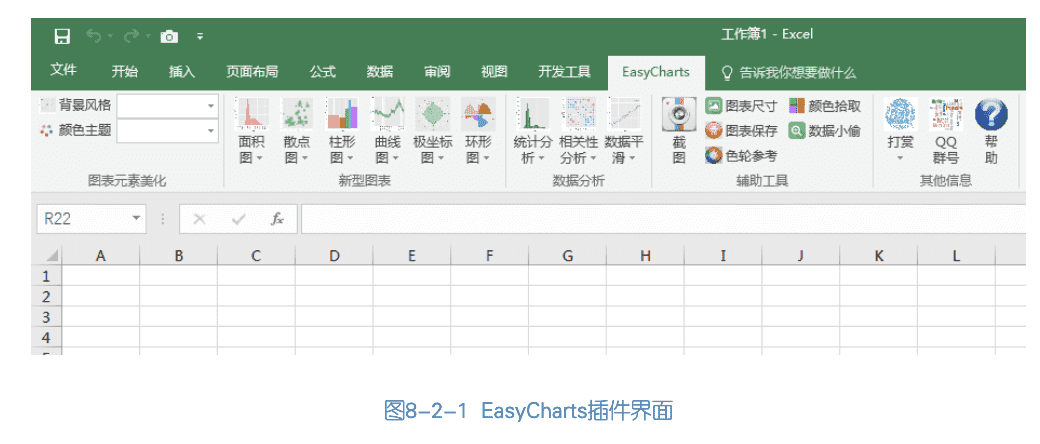 工作簿1 - Excel
文件 开始 插入 页面布局 公式 数据 审阅 视图 开发工具 EasyCharts 告诉我你想要做什么
背景风格
颜色主题
图表元素美化
面积图 散点图 柱形图 曲线图 极坐标图 环形图
新型图表
统计分析 相关性分析 数据平滑
数据分析
截图
图表尺寸 颜色拾取
图表保存 数据小偷
色轮参考
辅助工具
打赏 QQ群号 帮助
其他信息
R22 fx
A B C D E F G H I J K L
1
2
3
4
图8-2-1 EasyCharts插件界面